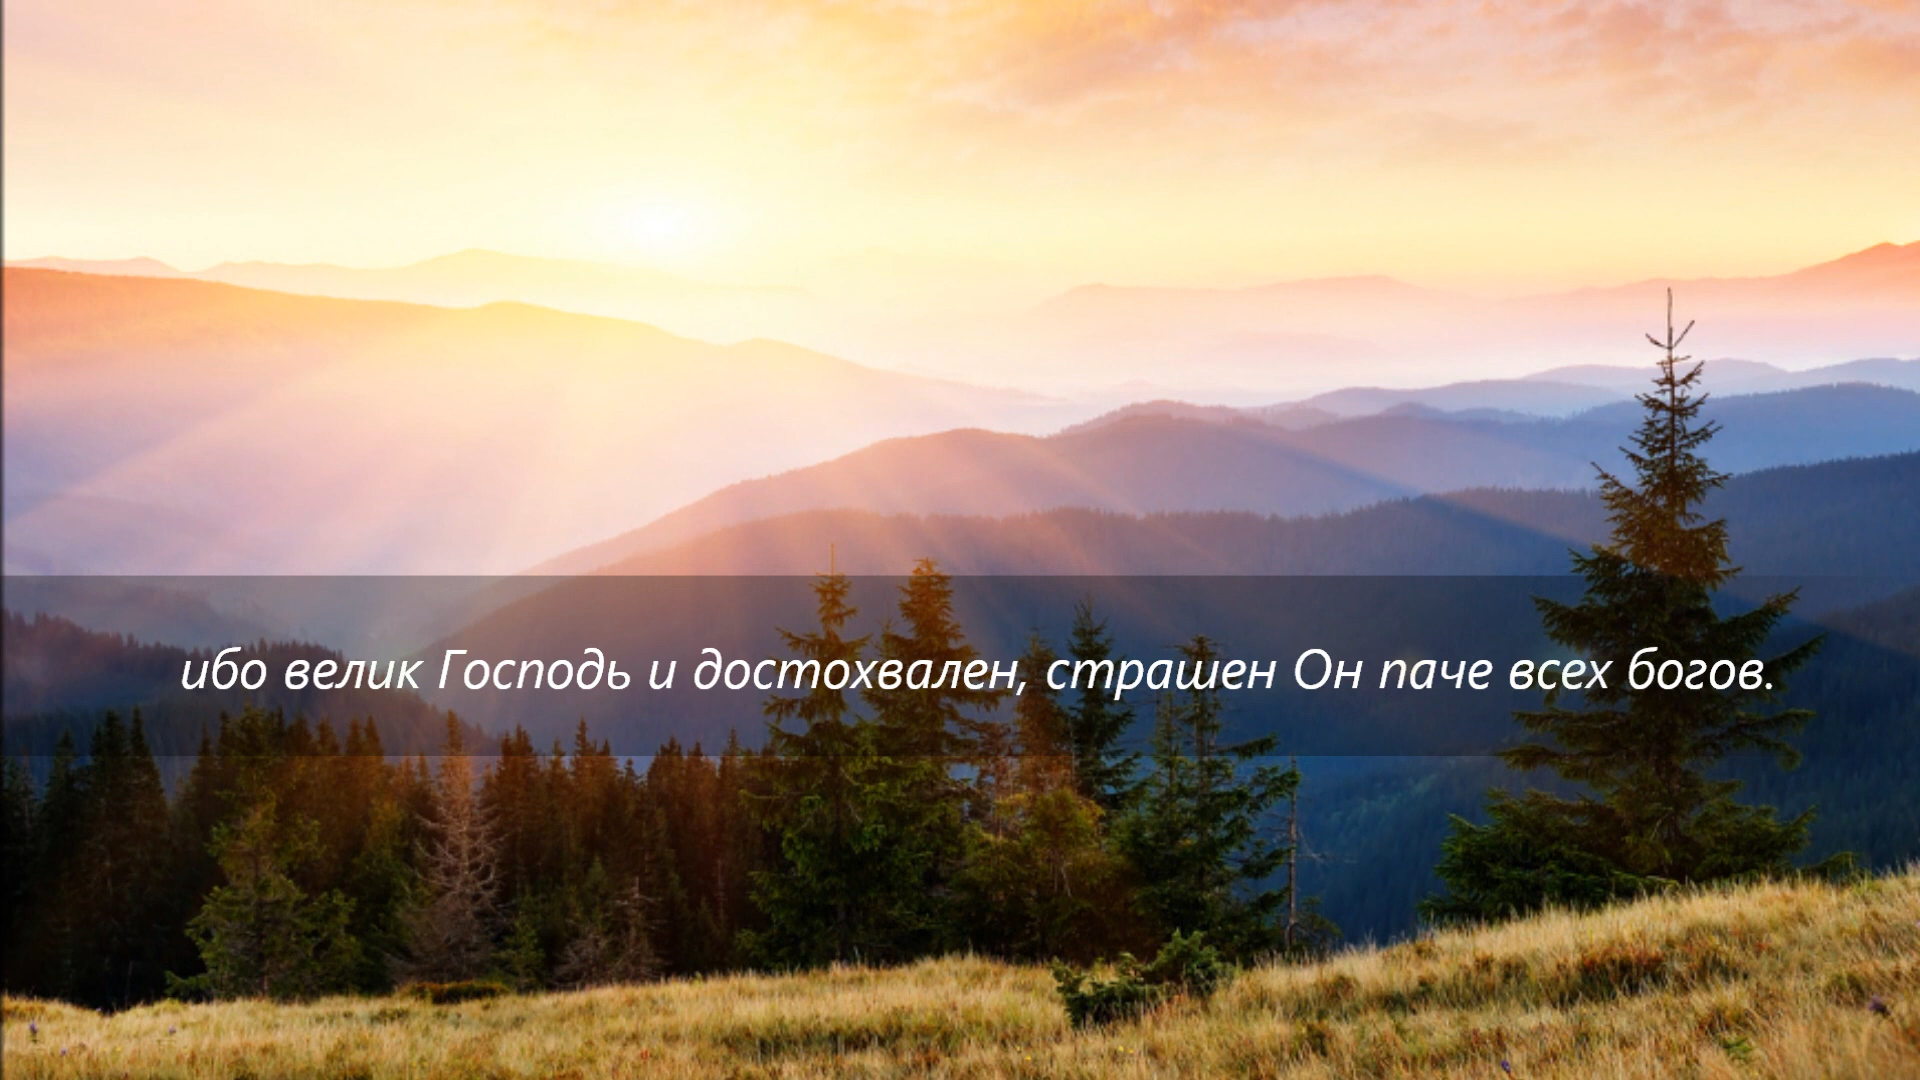 ибо велик Господь и достохвален, страшен Он паче всех богов.